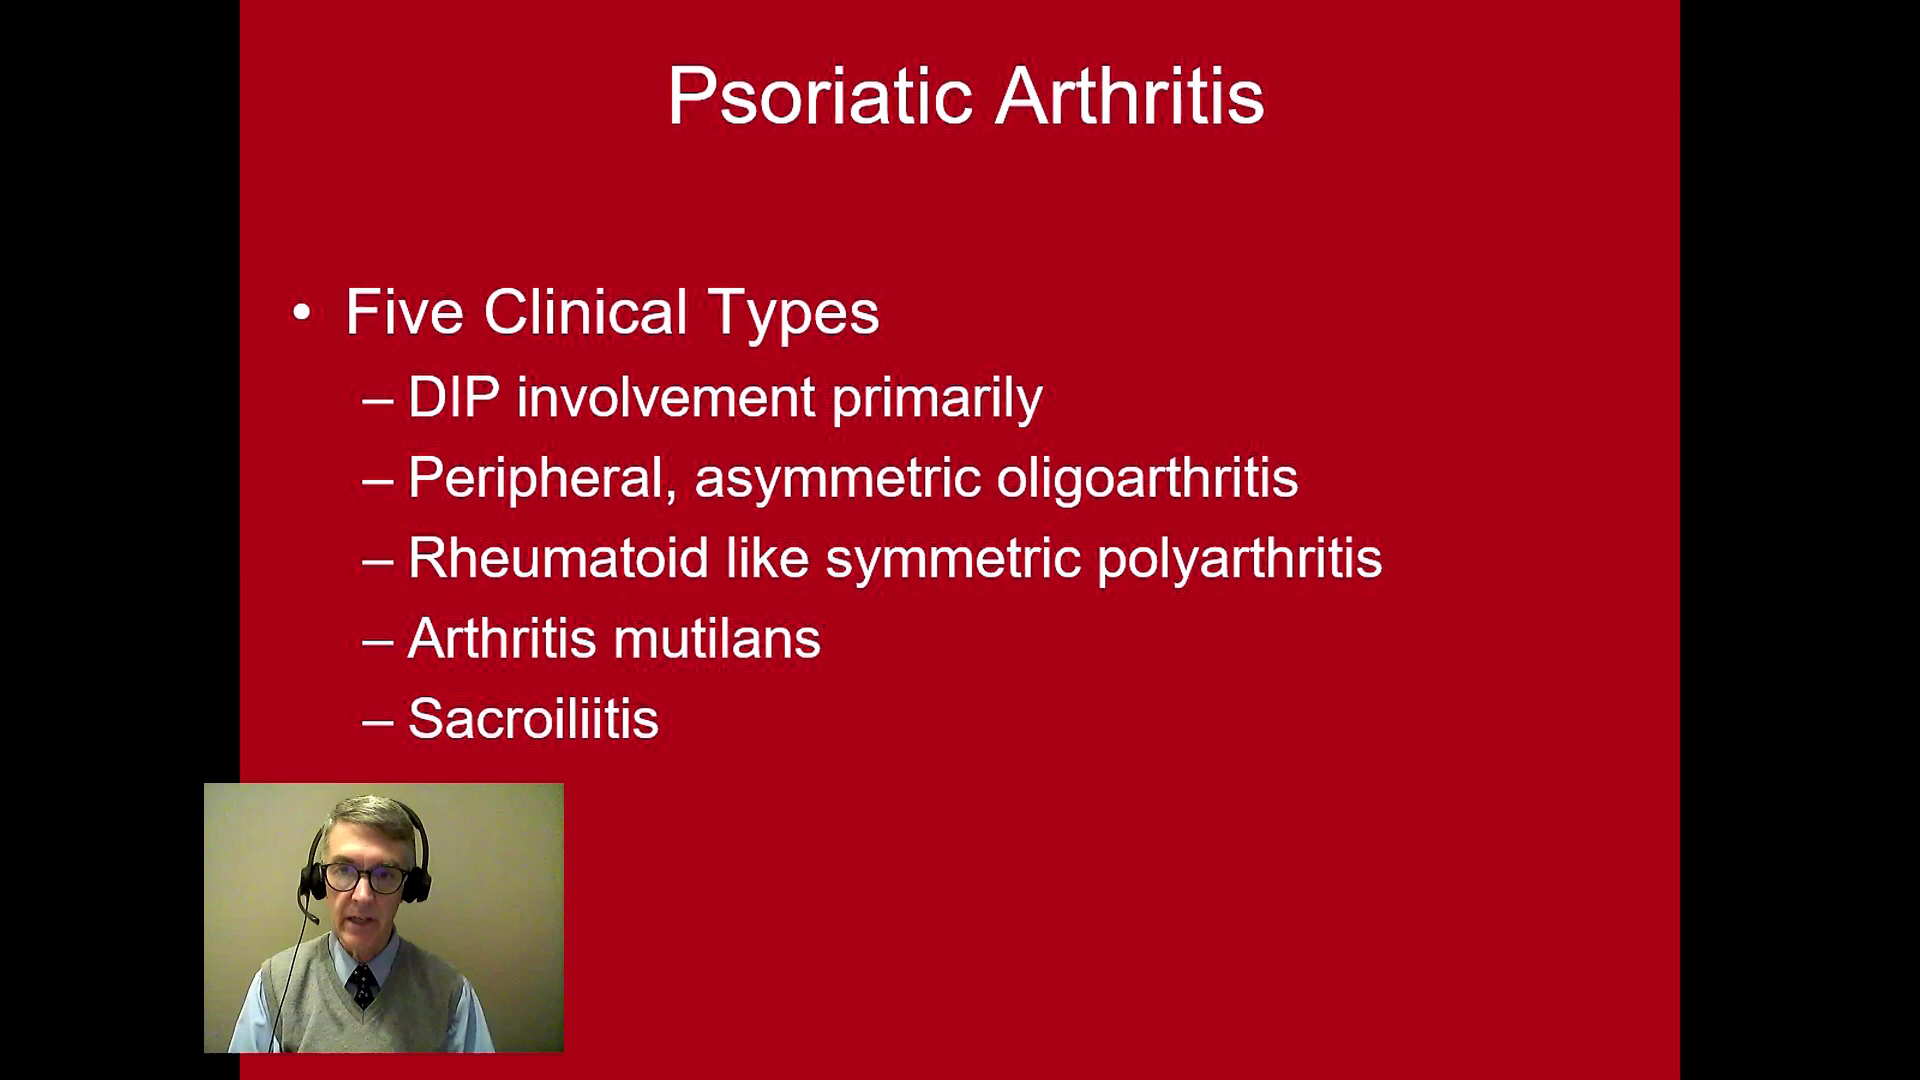 Psoriatic Arthritis
• Five Clinical Types
– DIP involvement primarily
– Peripheral, asymmetric oligoarthritis
– Rheumatoid like symmetric polyarthritis
– Arthritis mutilans
– Sacroiliitis